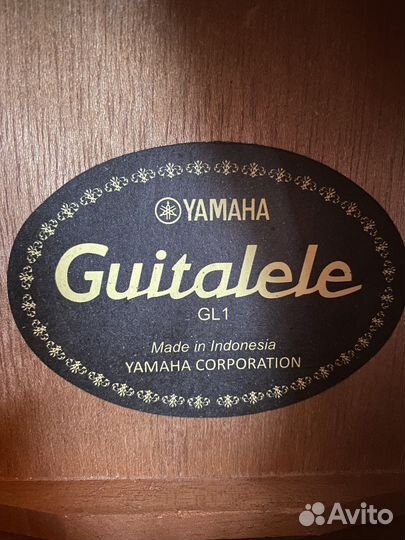 YAMAHA
Guitalele
GL1
Made in Indonesia
YAMAHA CORPORATION
Avito